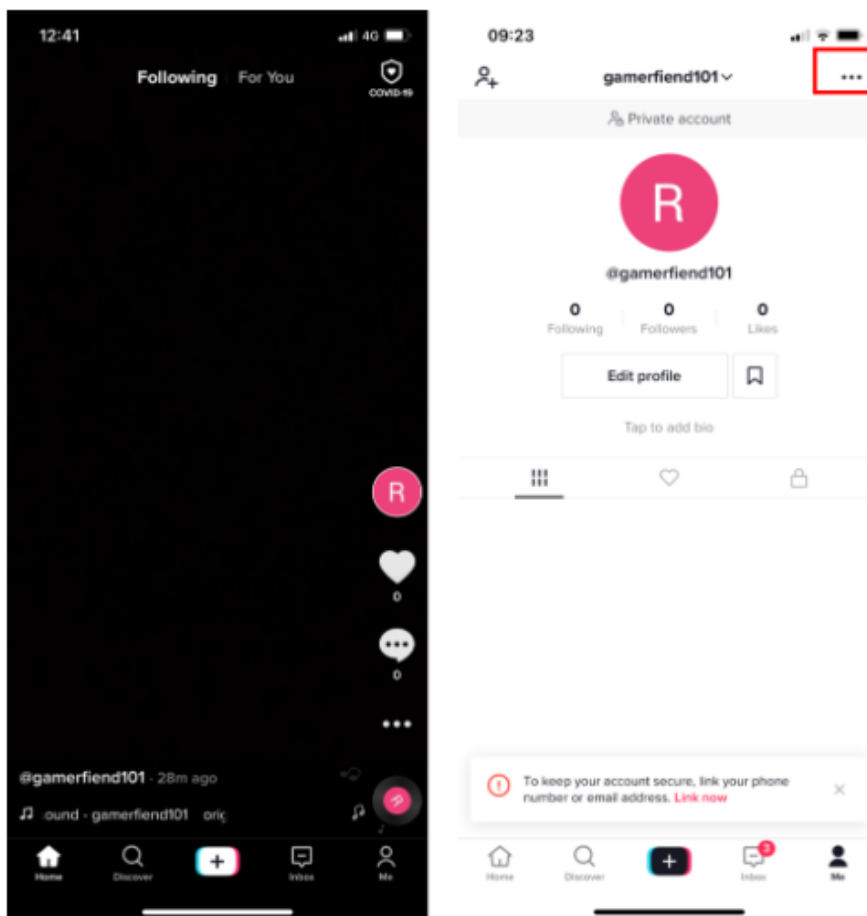 12:41
4G
Following
For You
COVID-19
R
0
0
@gamerfiend101 · 28m ago
ound - gamerfiend101 orig
R
Home
Discover
Inbox
Me
09:23
gamerfiend101
Private account
R
@gamerfiend101
0
Following
0
Followers
0
Likes
Edit profile
Tap to add bio
To keep your account secure, link your phone
number or email address. Link now
Home
Discover
3
Inbox
Me